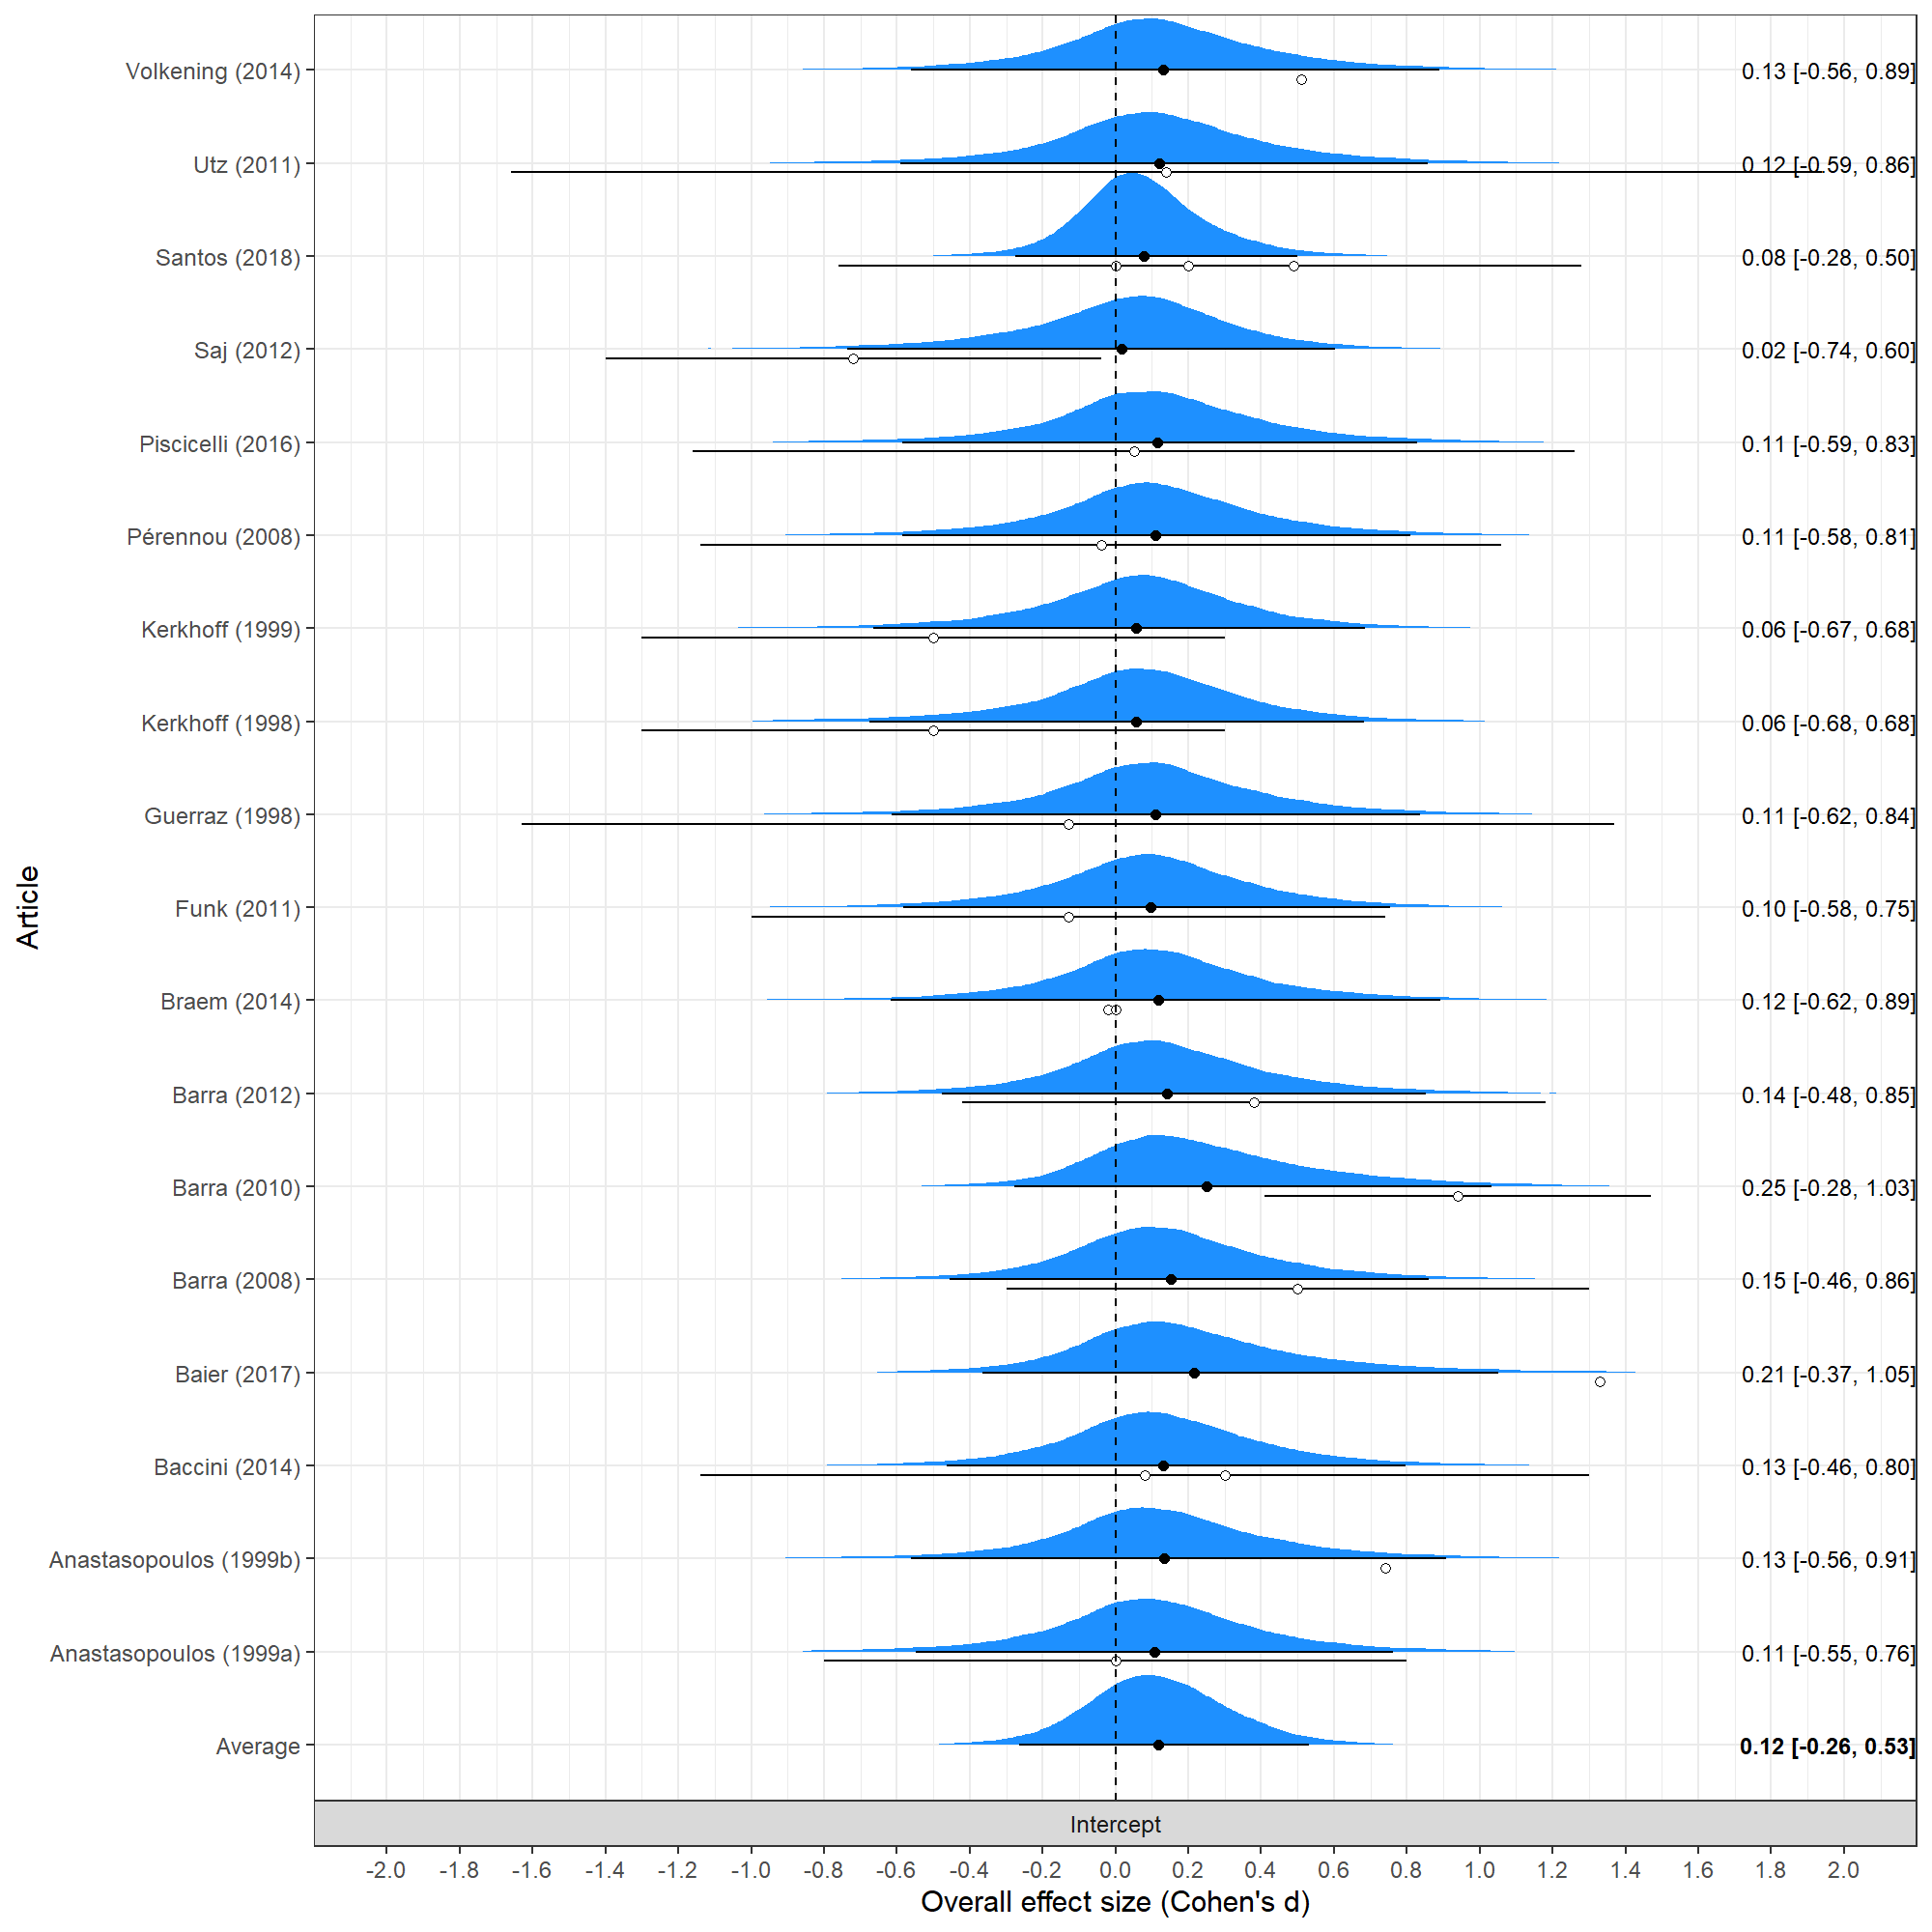 Volkening (2014) 0.13 [-0.56, 0.89]
Utz (2011) 0.12 [-0.59, 0.86]
Santos (2018) 0.08 [-0.28, 0.50]
Saj (2012) 0.02 [-0.74, 0.60]
Piscicelli (2016) 0.11 [-0.59, 0.83]
Pérennou (2008) 0.11 [-0.58, 0.81]
Kerkhoff (1999) 0.06 [-0.67, 0.68]
Kerkhoff (1998) 0.06 [-0.68, 0.68]
Guerraz (1998) 0.11 [-0.62, 0.84]
Funk (2011) 0.10 [-0.58, 0.75]
Article
Braem (2014) 0.12 [-0.62, 0.89]
Barra (2012) 0.14 [-0.48, 0.85]
Barra (2010) 0.25 [-0.28, 1.03]
Barra (2008) 0.15 [-0.46, 0.86]
Baier (2017) 0.21 [-0.37, 1.05]
Baccini (2014) 0.13 [-0.46, 0.80]
Anastasopoulos (1999b) 0.13 [-0.56, 0.91]
Anastasopoulos (1999a) 0.11 [-0.55, 0.76]
Average 0.12 [-0.26, 0.53]
Intercept
-2.0 -1.8 -1.6 -1.4 -1.2 -1.0 -0.8 -0.6 -0.4 -0.2 0.0 0.2 0.4 0.6 0.8 1.0 1.2 1.4 1.6 1.8 2.0
Overall effect size (Cohen's d)